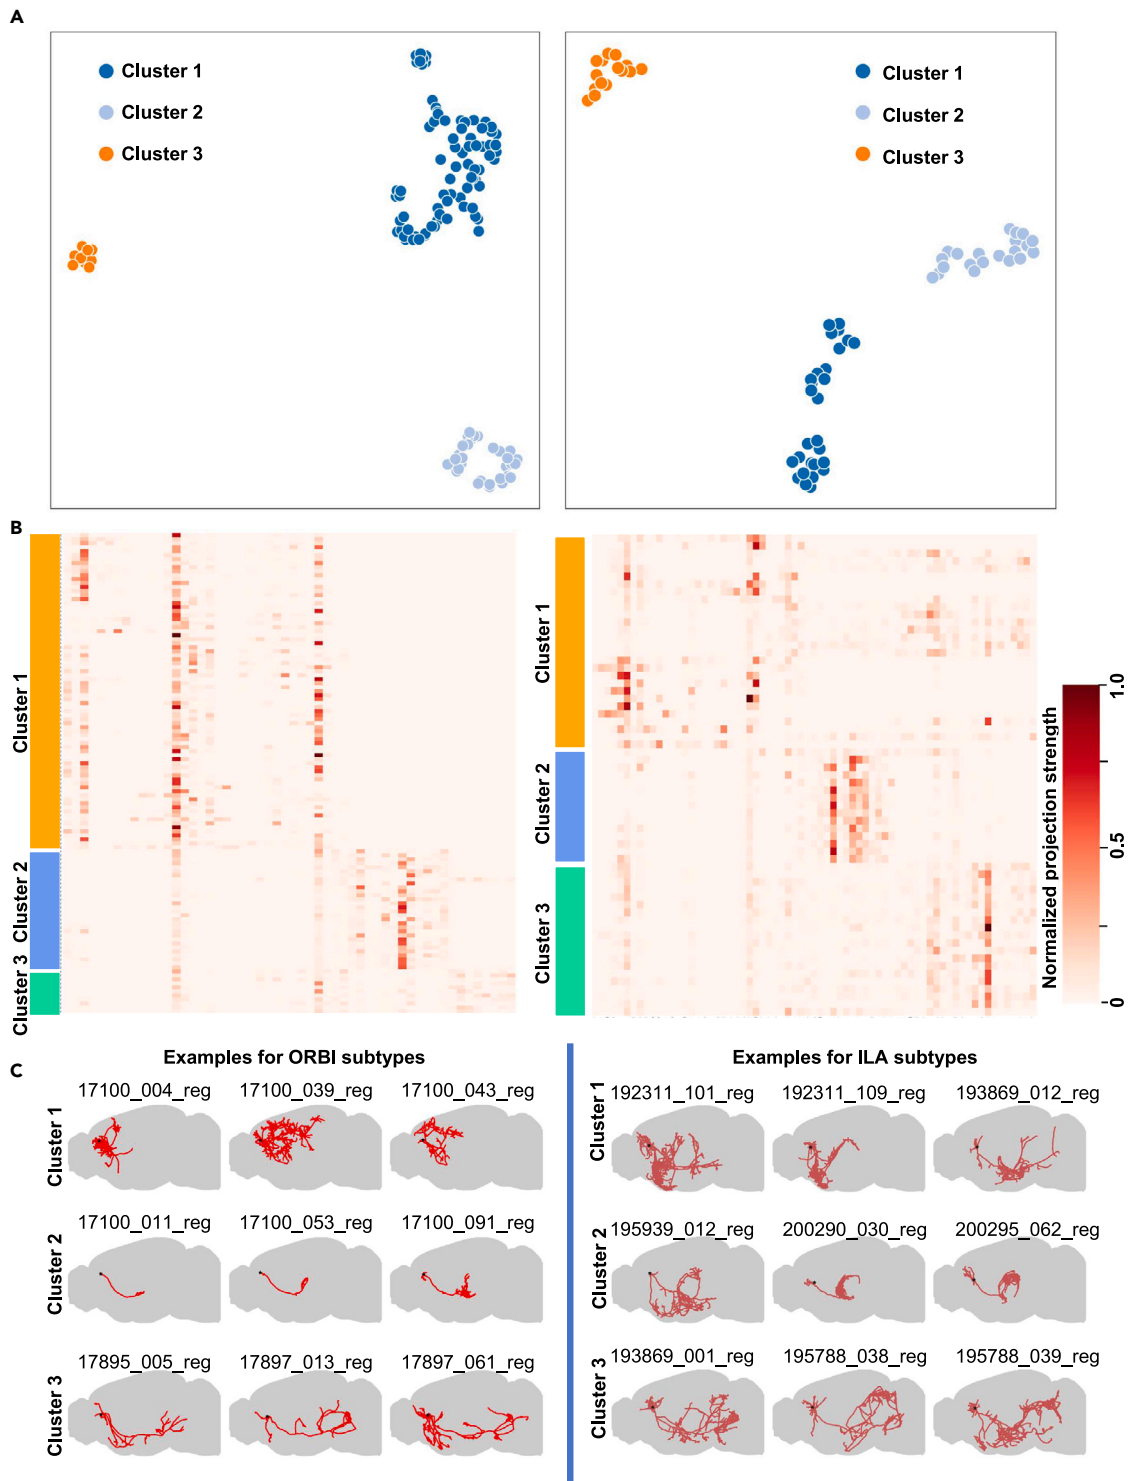 A
Cluster 1
Cluster 2
Cluster 3
Cluster 1
Cluster 2
Cluster 3
B
Cluster 1
Cluster 2
Cluster 3
Cluster 1
Cluster 2
Cluster 3
Normalized projection strength
1.0
0.5
0
C
Examples for ORBI subtypes
Cluster 1
17100_004_reg 17100_039_reg 17100_043_reg
Cluster 2
17100_011_reg 17100_053_reg 17100_091_reg
Cluster 3
17895_005_reg 17897_013_reg 17897_061_reg
Examples for ILA subtypes
Cluster 1
192311_101_reg 192311_109_reg 193869_012_reg
Cluster 2
195939_012_reg 200290_030_reg 200295_062_reg
Cluster 3
193869_001_reg 195788_038_reg 195788_039_reg